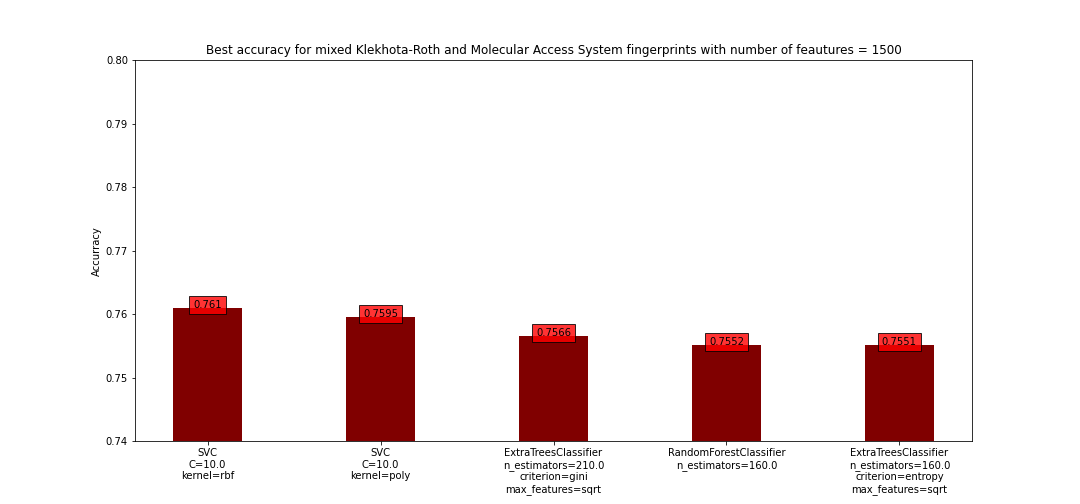 Best accuracy for mixed Klekhota-Roth and Molecular Access System fingerprints with number of feautures = 1500
Accurracy
0.80
0.79
0.78
0.77
0.76
0.75
0.74
0.761
0.7595
0.7566
0.7552
0.7551
SVC
C=10.0
kernel=rbf
SVC
C=10.0
kernel=poly
ExtraTreesClassifier
n_estimators=210.0
criterion=gini
max_features=sqrt
RandomForestClassifier
n_estimators=160.0
ExtraTreesClassifier
n_estimators=160.0
criterion=entropy
max_features=sqrt